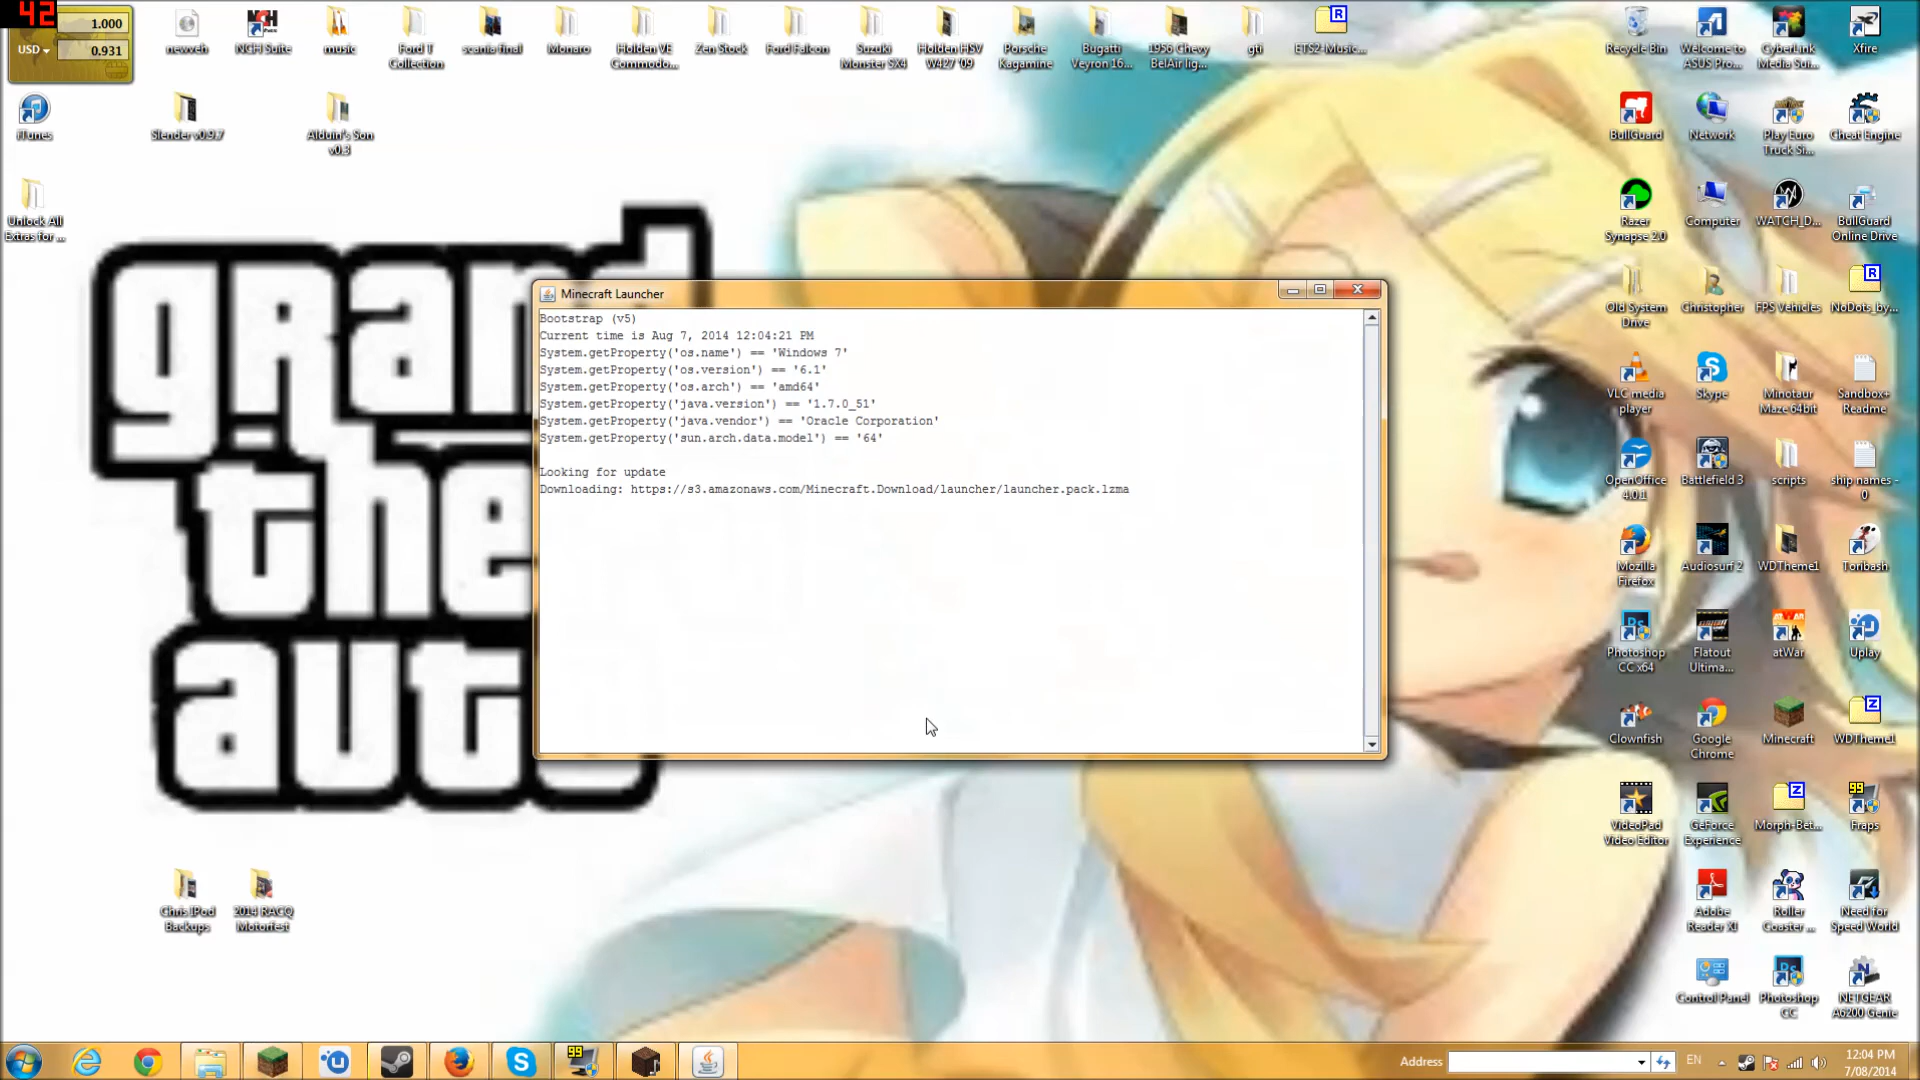 42
1.000
USD
0.931
newveh
NCH Suite
music
Ford T
Collection
scania final
Monaro
Holden VE
Commodo...
Zen Stock
Ford Falcon
Suzuki
Monster SX4
Holden HSV
W427 '09
Porsche
Kagamine
Bugatti
Veyron 16...
1956 Chevy
BelAir lig...
gti
R
ETS2-Music...
Recycle Bin
Welcome to
ASUS Pro...
CyberLink
Media Sui...
Xfire
iTunes
Slender v0.9.7
Alduin's Son
v0.3
BullGuard
Network
Play Euro
Truck Si...
Cheat Engine
Unlock All
Extras for ...
Razer
Synapse 2.0
Computer
WATCH_D...
BullGuard
Online Drive
grand
theft
auto
Minecraft Launcher
Bootstrap (v5)
Current time is Aug 7, 2014 12:04:21 PM
System.getProperty('os.name') == 'Windows 7'
System.getProperty('os.version') == '6.1'
System.getProperty('os.arch') == 'amd64'
System.getProperty('java.version') == '1.7.0_51'
System.getProperty('java.vendor') == 'Oracle Corporation'
System.getProperty('sun.arch.data.model') == '64'
Looking for update
Downloading: https://s3.amazonaws.com/Minecraft.Download/launcher/launcher.pack.lzma
Old System
Drive
Christopher
FPS Vehicles
R
NoDots_by...
VLC media
player
Skype
Minotaur
Maze 64bit
Sandbox+
Readme
OpenOffice
4.0.1
Battlefield 3
scripts
ship names -
0
Mozilla
Firefox
Audiosurf 2
WDTheme1
Toribash
Photoshop
CC x64
Flatout
Ultima...
atWar
Uplay
Clownfish
Google
Chrome
Minecraft
Z
WDTheme1
VideoPad
Video Editor
GeForce
Experience
Z
Morph-Bet...
99
Fraps
Chris IPod
Backups
2014 RACQ
Motorfest
Adobe
Reader XI
Roller
Coaster ...
Need for
Speed World
Control Panel
Photoshop
CC
NETGEAR
A6200 Genie
99
Address
EN
12:04 PM
7/08/2014